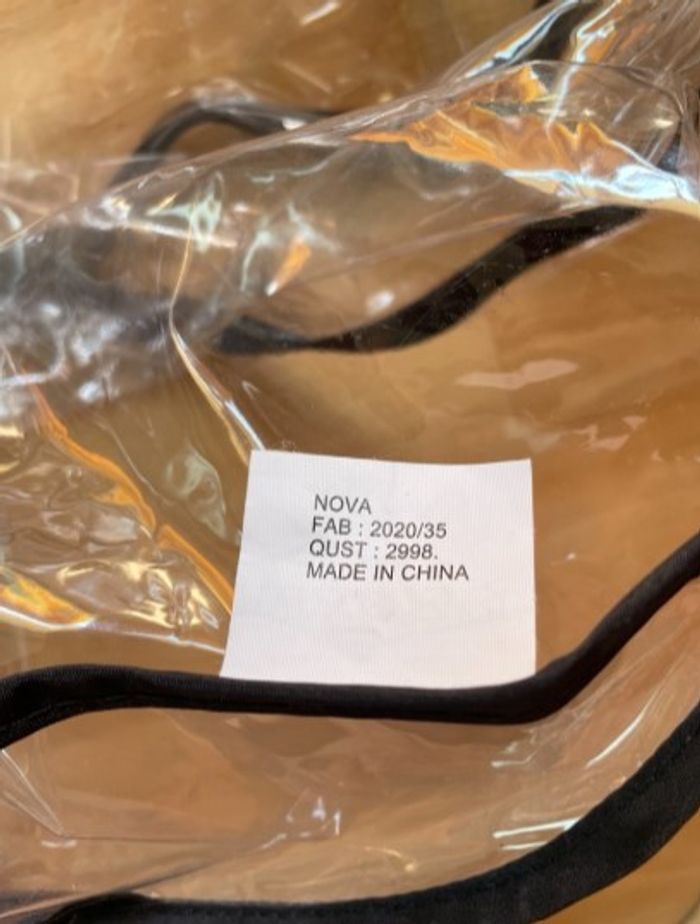 NOVA
FAB : 2020/35
QUST : 2998.
MADE IN CHINA